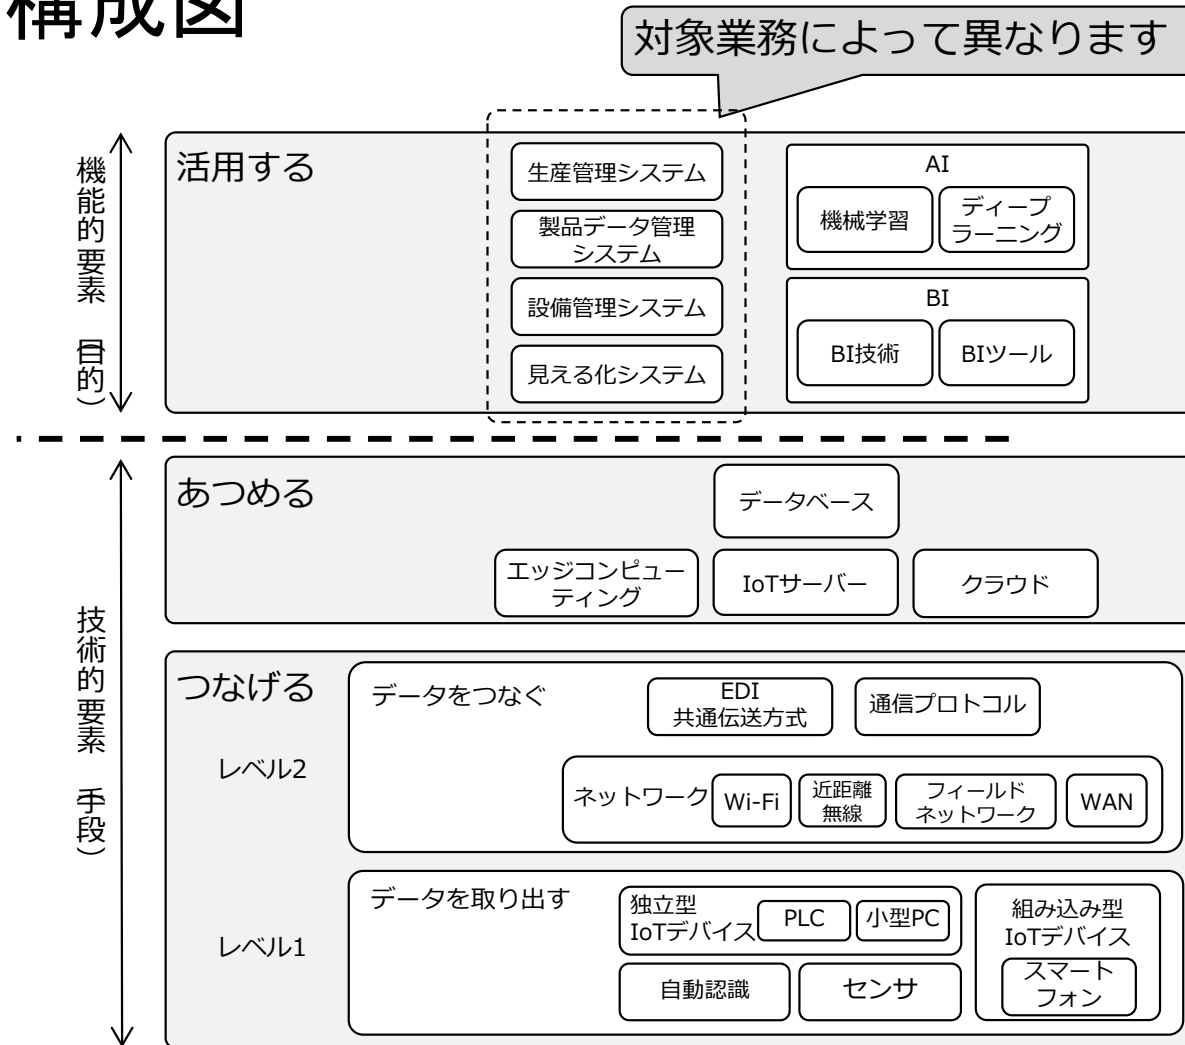 構成図
対象業務によって異なります
機能的要素（目的）
活用する
生産管理システム
製品データ管理
システム
設備管理システム
見える化システム
AI
機械学習
ディープ
ラーニング
BI
BI技術
BIツール
技術的要素（手段）
あつめる
データベース
エッジコンピュー
ティング
IoTサーバー
クラウド
つなげる
レベル2
データをつなぐ
EDI
共通伝送方式
通信プロトコル
ネットワーク
Wi-Fi
近距離
無線
フィールド
ネットワーク
WAN
レベル1
データを取り出す
独立型
IoTデバイス
PLC
小型PC
自動認識
センサ
組み込み型
IoTデバイス
スマート
フォン